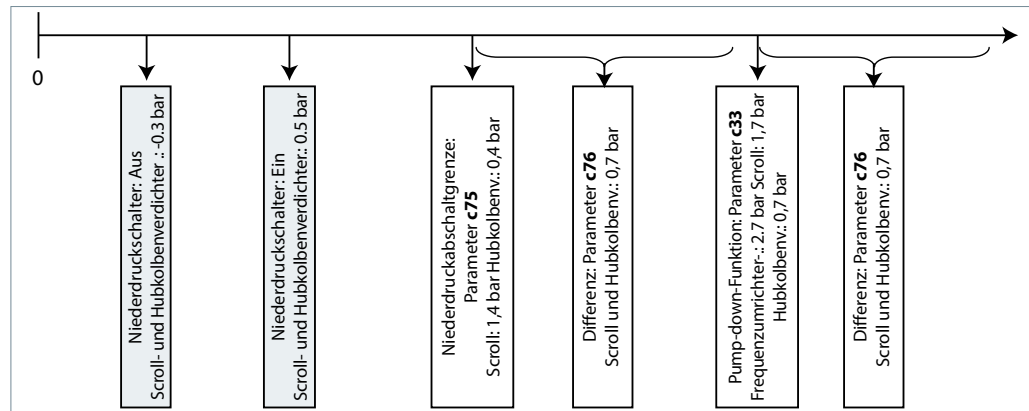 0
Niederdruckschalter: Aus
Scroll- und Hubkolbenverdichter .: -0.3 bar
Niederdruckschalter: Ein
Scroll- und Hubkolbenverdichter.: 0.5 bar
Niederdruckabschaltgrenze:
Parameter c75
Scroll: 1,4 bar Hubkolbenv.: 0,4 bar
Differenz: Parameter c76
Scroll und Hubkolbenv.: 0,7 bar
Pump-down-Funktion: Parameter c33
Frequenzumrichter-.: 2.7 bar Scroll: 1,7 bar
Hubkolbenv.: 0,7 bar
Differenz: Parameter c76
Scroll und Hubkolbenv.: 0,7 bar